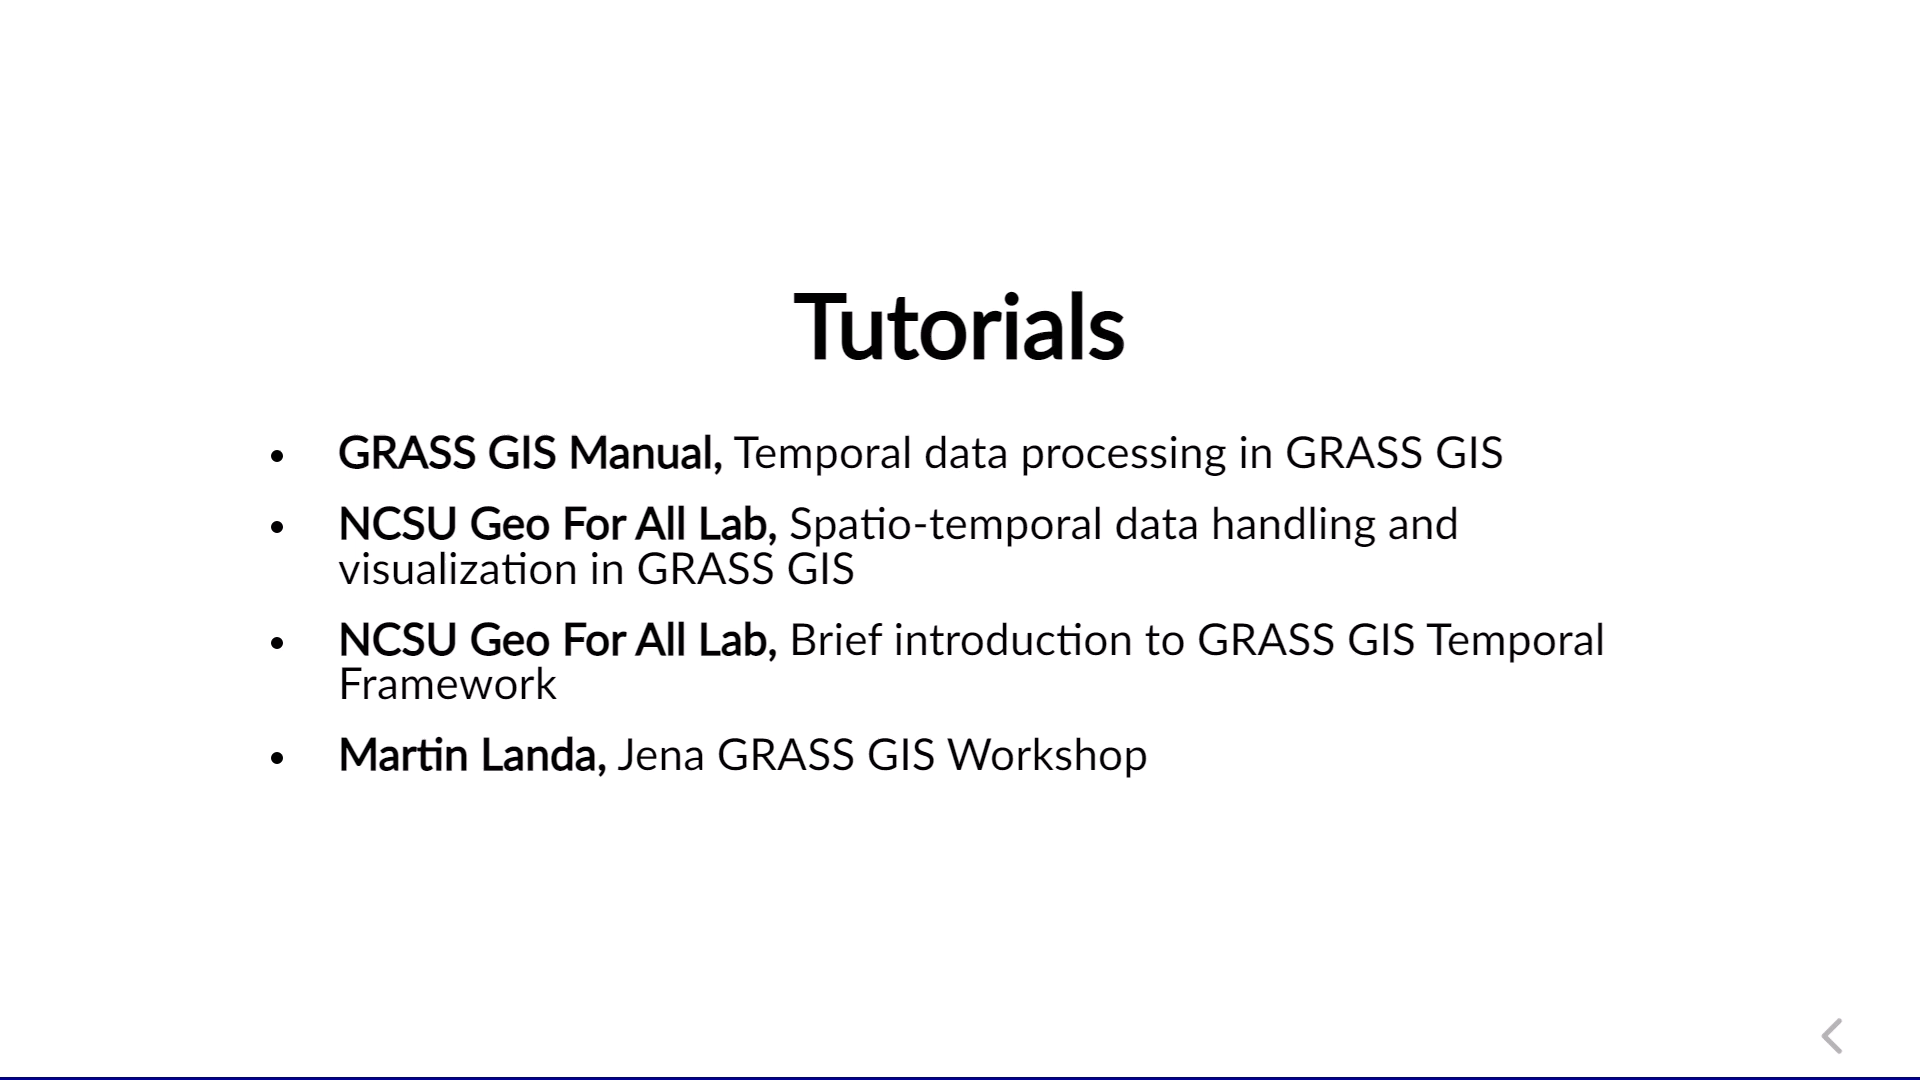 Tutorials
• GRASS GIS Manual, Temporal data processing in GRASS GIS
• NCSU Geo For All Lab, Spatio-temporal data handling and
visualization in GRASS GIS
• NCSU Geo For All Lab, Brief introduction to GRASS GIS Temporal
Framework
• Martin Landa, Jena GRASS GIS Workshop